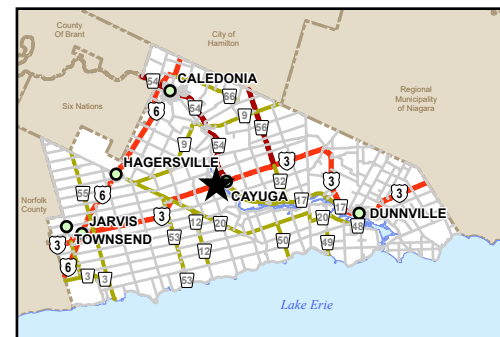 County
Of Brant
City of
Hamilton
54
CALEDONIA
66
Regional
Municipality
of Niagara
Six Nations
6
54
9
56
9
54
HAGERSVILLE
3
3
32
55
6
CAYUGA
17
3
Norfolk
County
3
17
JARVIS
20
20
DUNNVILLE
12
48
TOWNSEND
53
3
12
50
49
6
3
3
53
Lake Erie